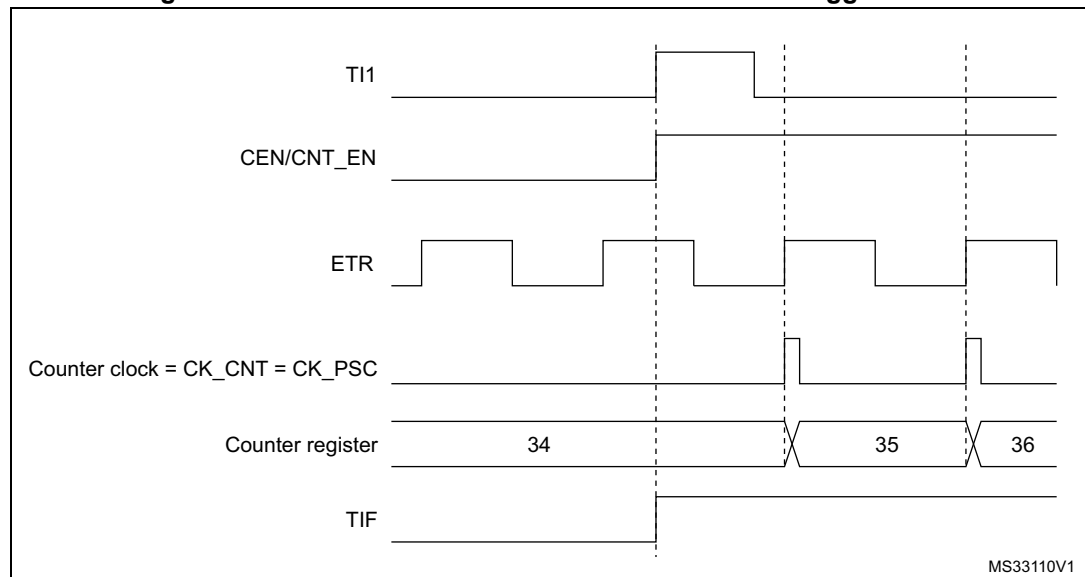 TI1
CEN/CNT_EN
ETR
Counter clock = CK_CNT = CK_PSC
Counter register 34 35 36
TIF
MS33110V1